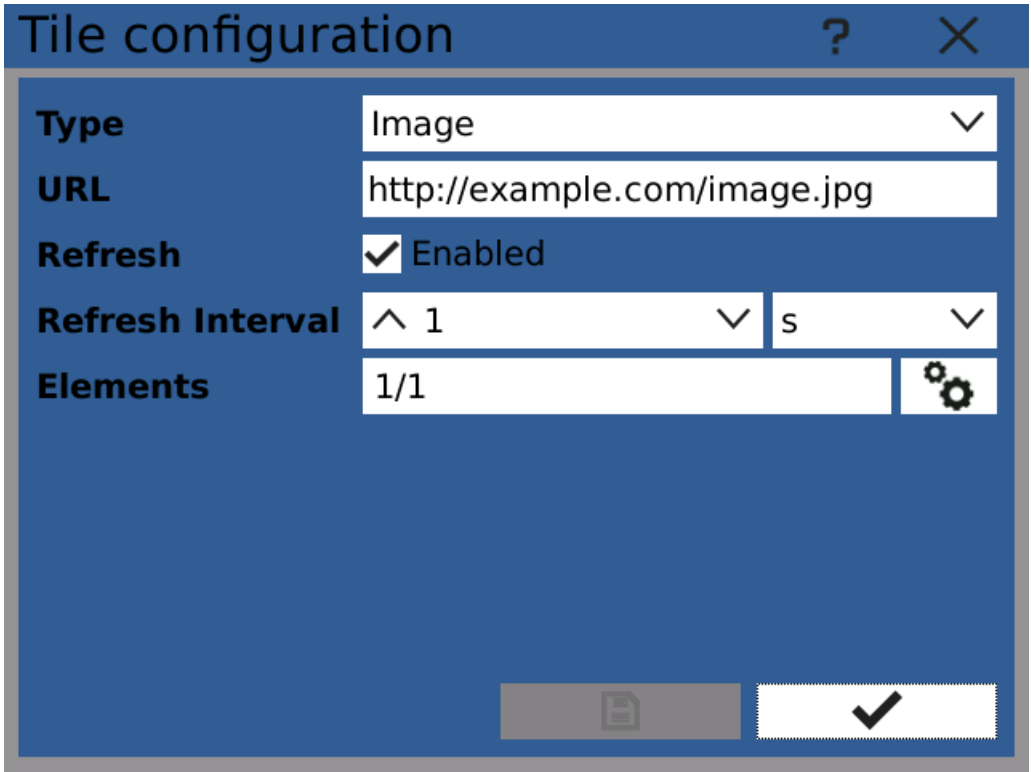 Tile configuration ?
Type Image
URL http://example.com/image.jpg
Refresh Enabled
Refresh Interval 1 s
Elements 1/1